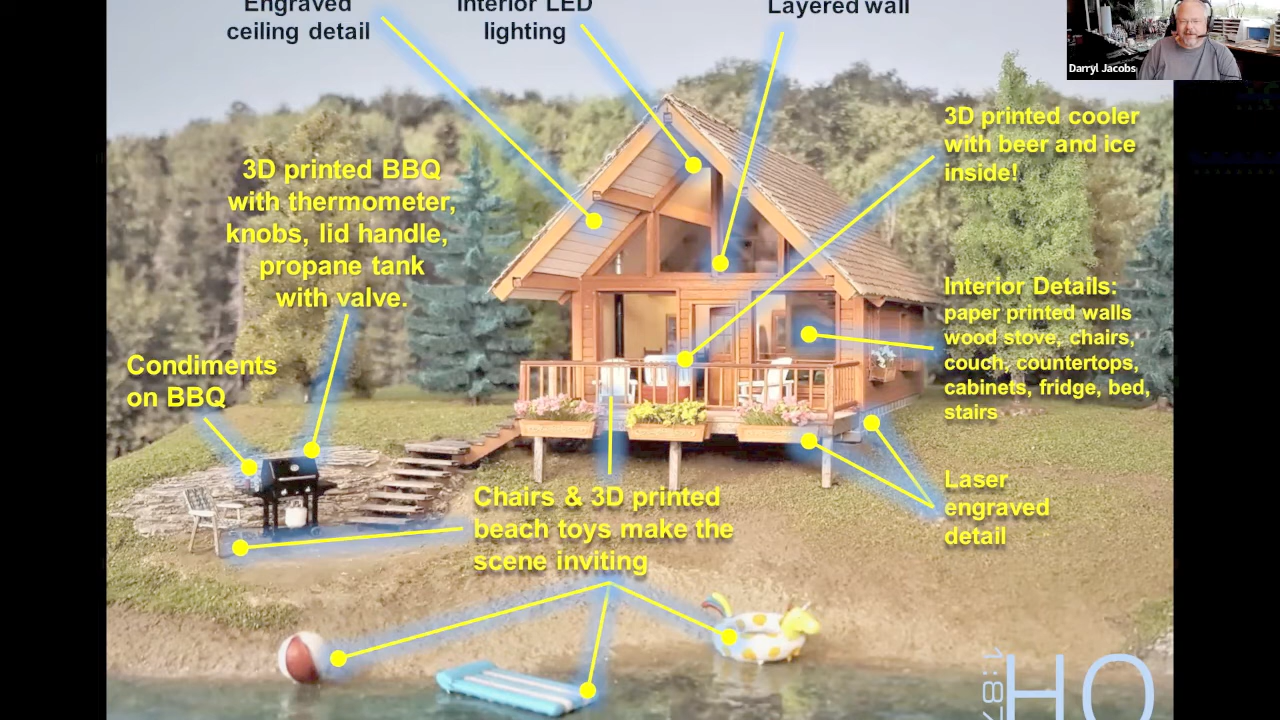 Engraved
ceiling detail
Interior LED
lighting
Layered wall
Darryl Jacobs
3D printed cooler
with beer and ice
inside!
3D printed BBQ
with thermometer,
knobs, lid handle,
propane tank
with valve.
Interior Details:
paper printed walls
wood stove, chairs,
couch, countertops,
cabinets, fridge, bed,
stairs
Condiments
on BBQ
Laser
engraved
detail
Chairs & 3D printed
beach toys make the
scene inviting
1:87
HO